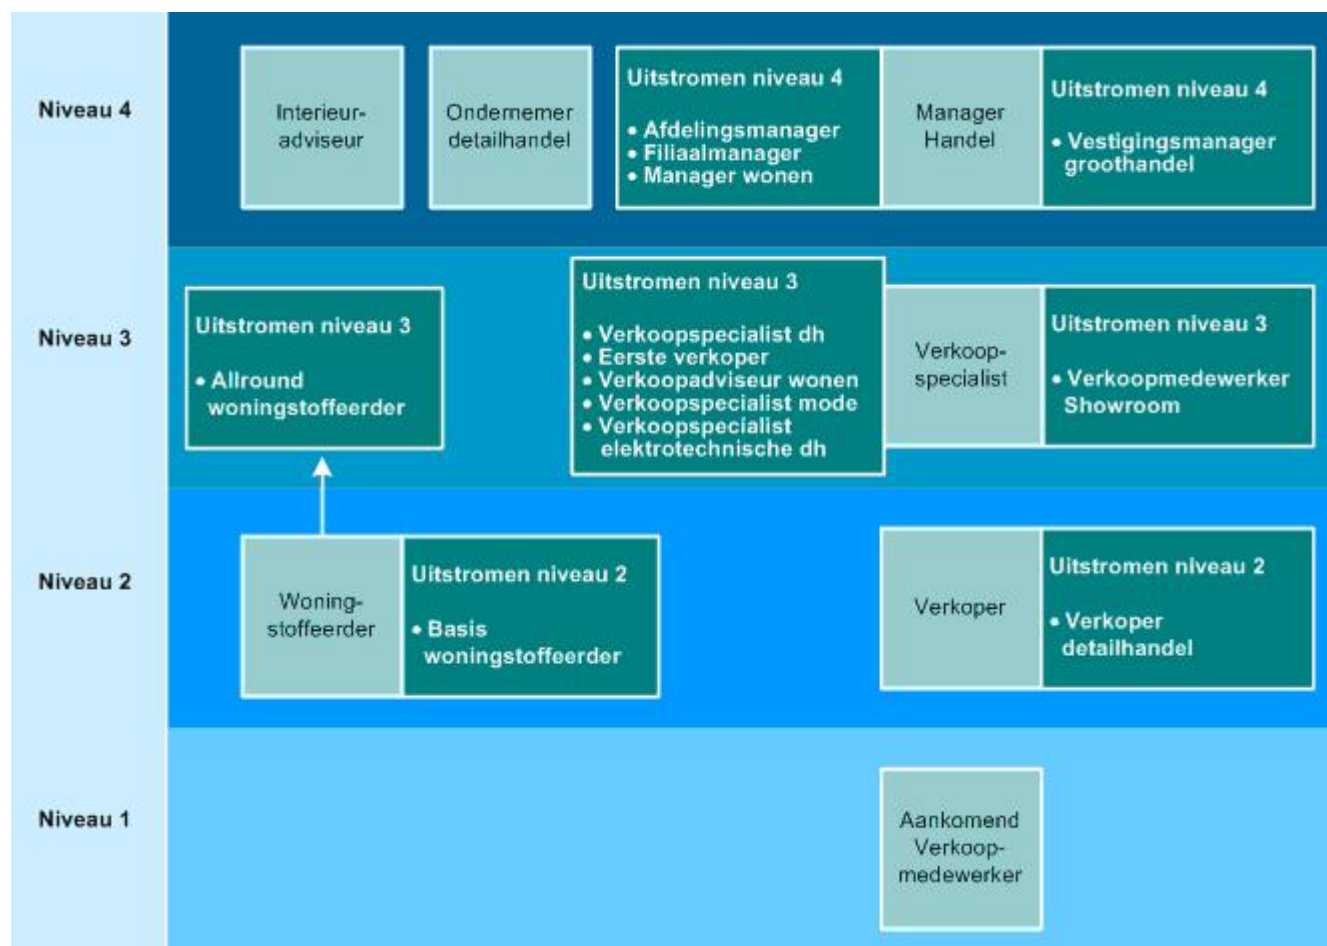 Niveau 4
Interieur-
adviseur
Ondernemer
detailhandel
Uitstromen niveau 4
• Afdelingsmanager
• Filiaalmanager
• Manager wonen
Manager
Handel
Uitstromen niveau 4
• Vestigingsmanager
groothandel
Niveau 3
Uitstromen niveau 3
• Allround
woningstoffeerder
Uitstromen niveau 3
• Verkoopspecialist dh
• Eerste verkoper
• Verkoopadviseur wonen
• Verkoopspecialist mode
• Verkoopspecialist
elektrotechnische dh
Verkoop-
specialist
Uitstromen niveau 3
• Verkoopmedewerker
Showroom
Niveau 2
Woning-
stoffeerder
Uitstromen niveau 2
• Basis
woningstoffeerder
Verkoper
Uitstromen niveau 2
• Verkoper
detailhandel
Niveau 1
Aankomend
Verkoop-
medewerker